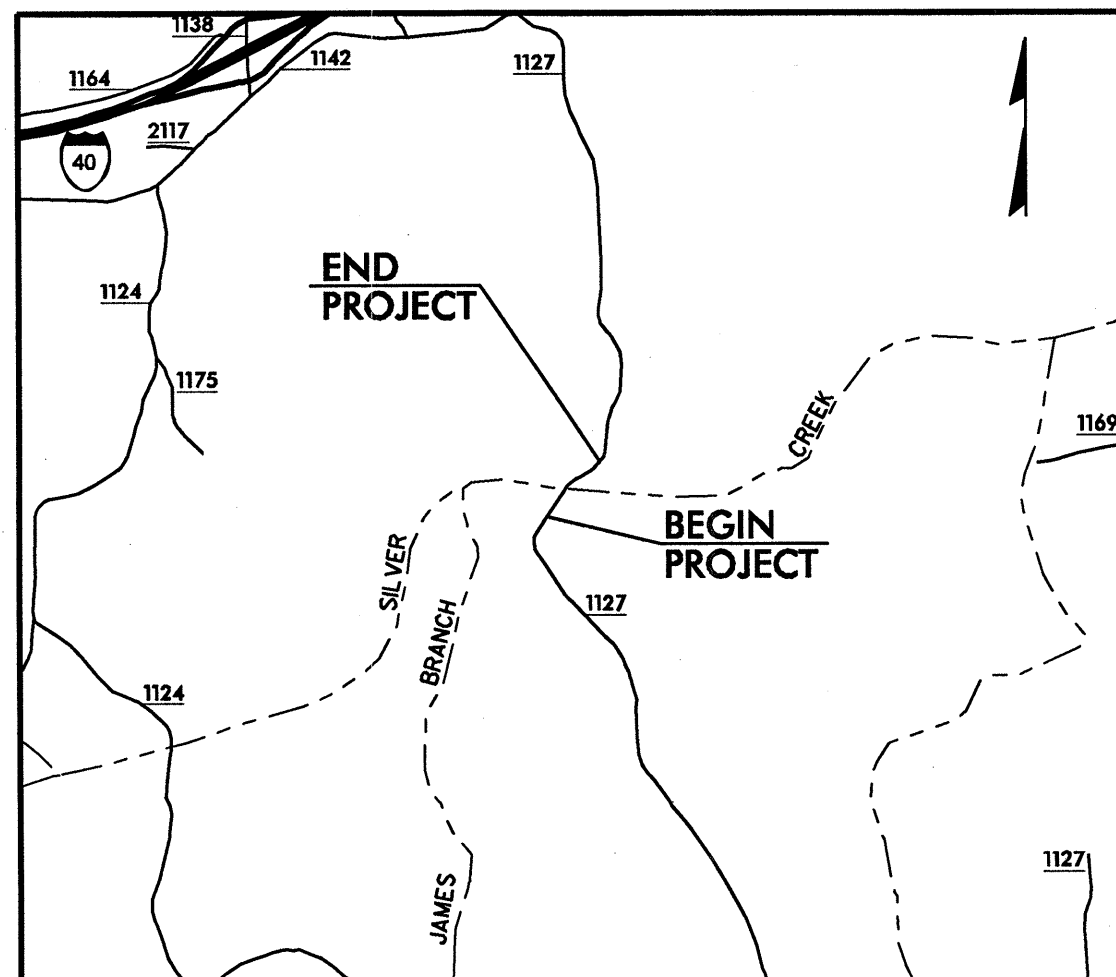 1138
1142
1127
1164
2117
40
END
PROJECT
1124
1175
CREEK
1169
BEGIN
PROJECT
SILVER
BRANCH
1127
1124
JAMES
1127